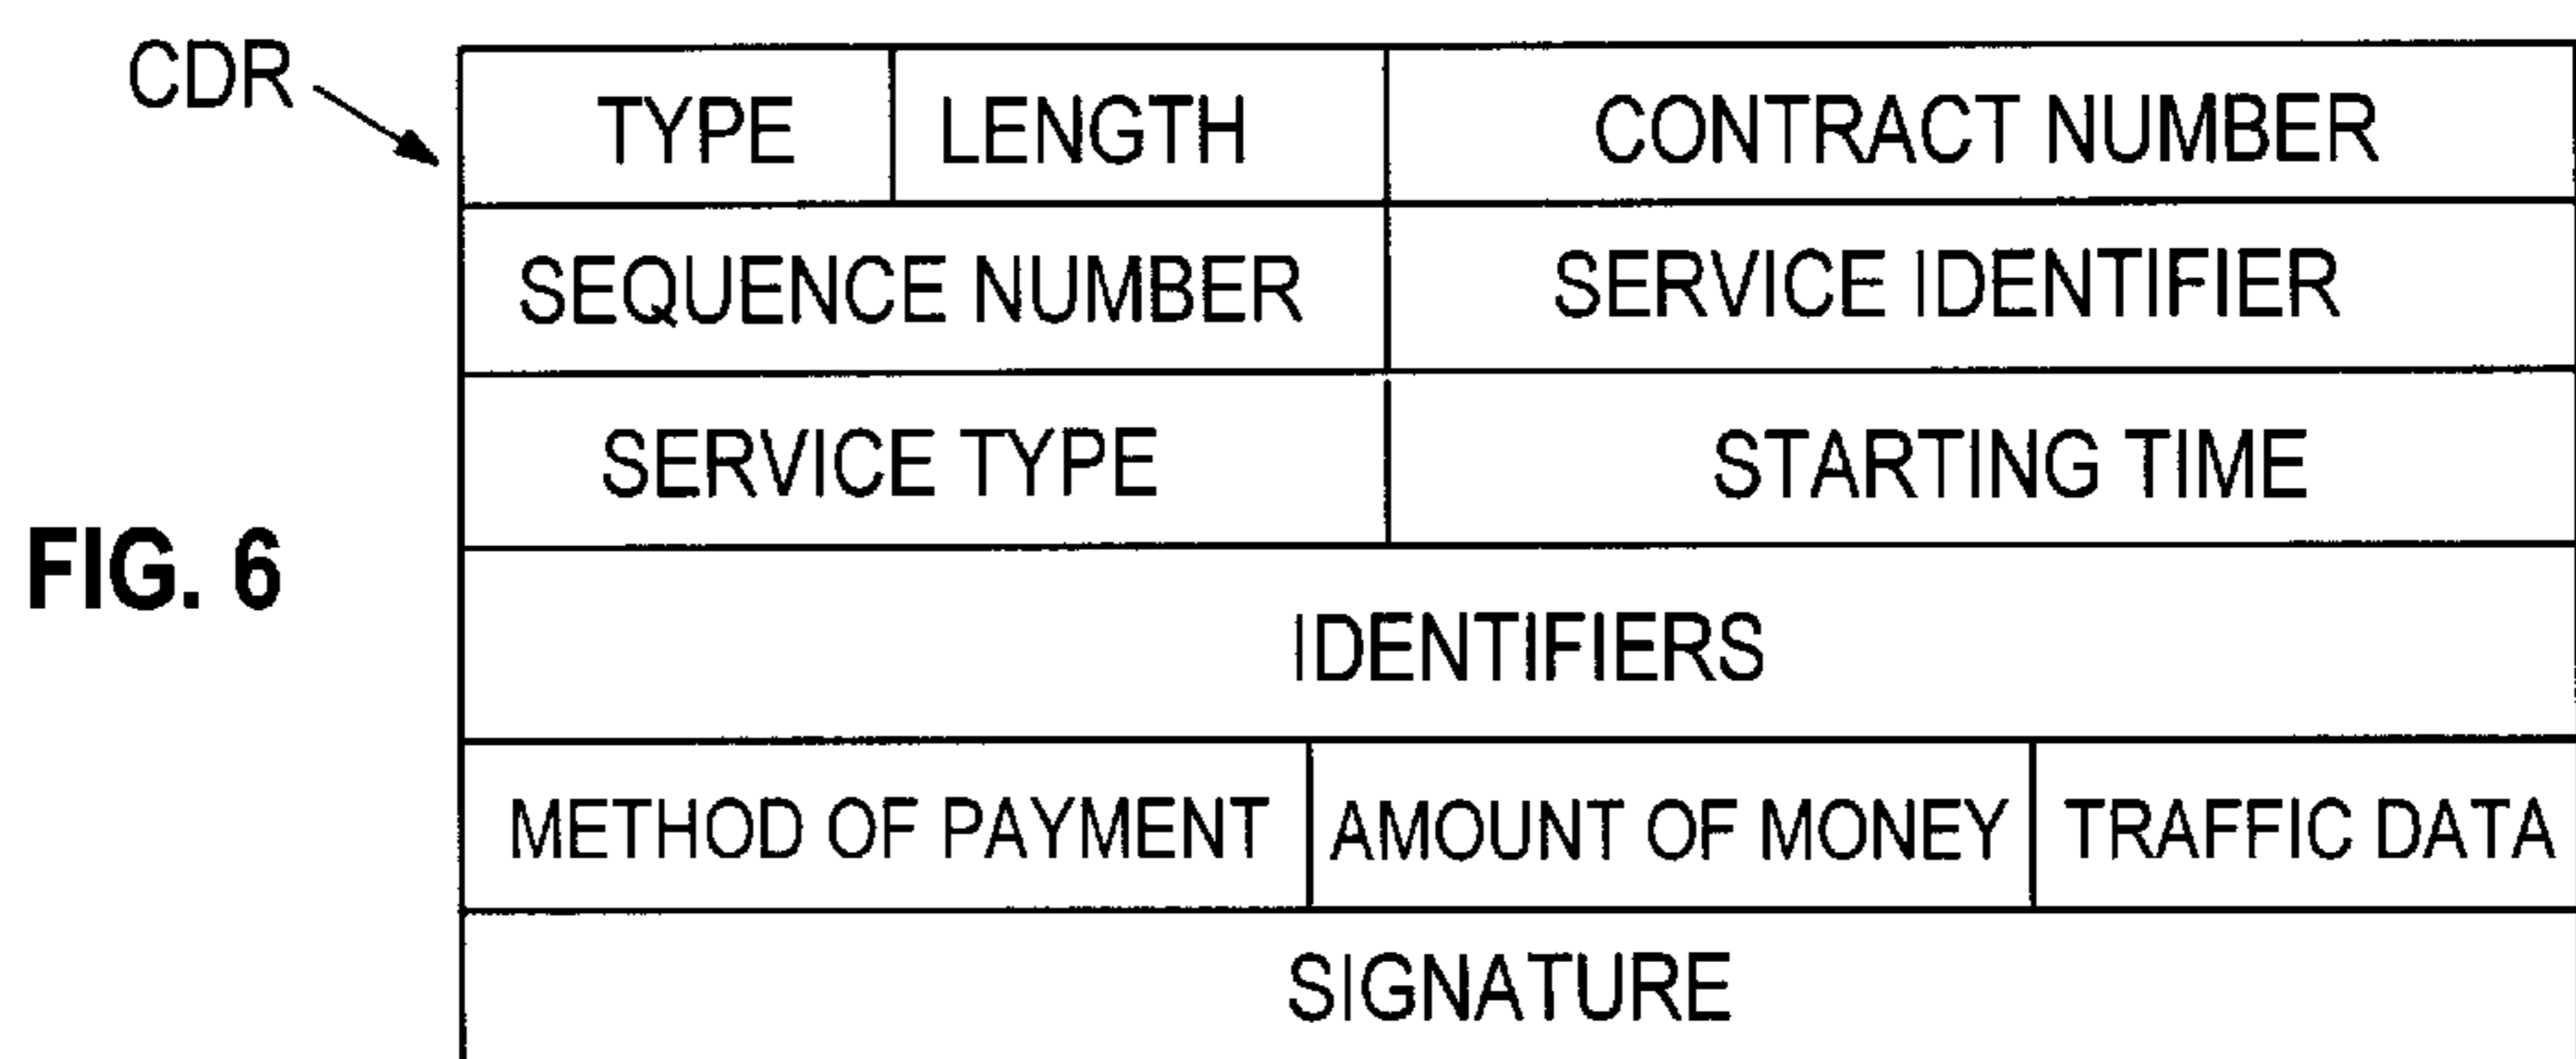 CDR
TYPE LENGTH CONTRACT NUMBER
SEQUENCE NUMBER SERVICE IDENTIFIER
SERVICE TYPE STARTING TIME
FIG. 6
IDENTIFIERS
METHOD OF PAYMENT AMOUNT OF MONEY TRAFFIC DATA
SIGNATURE